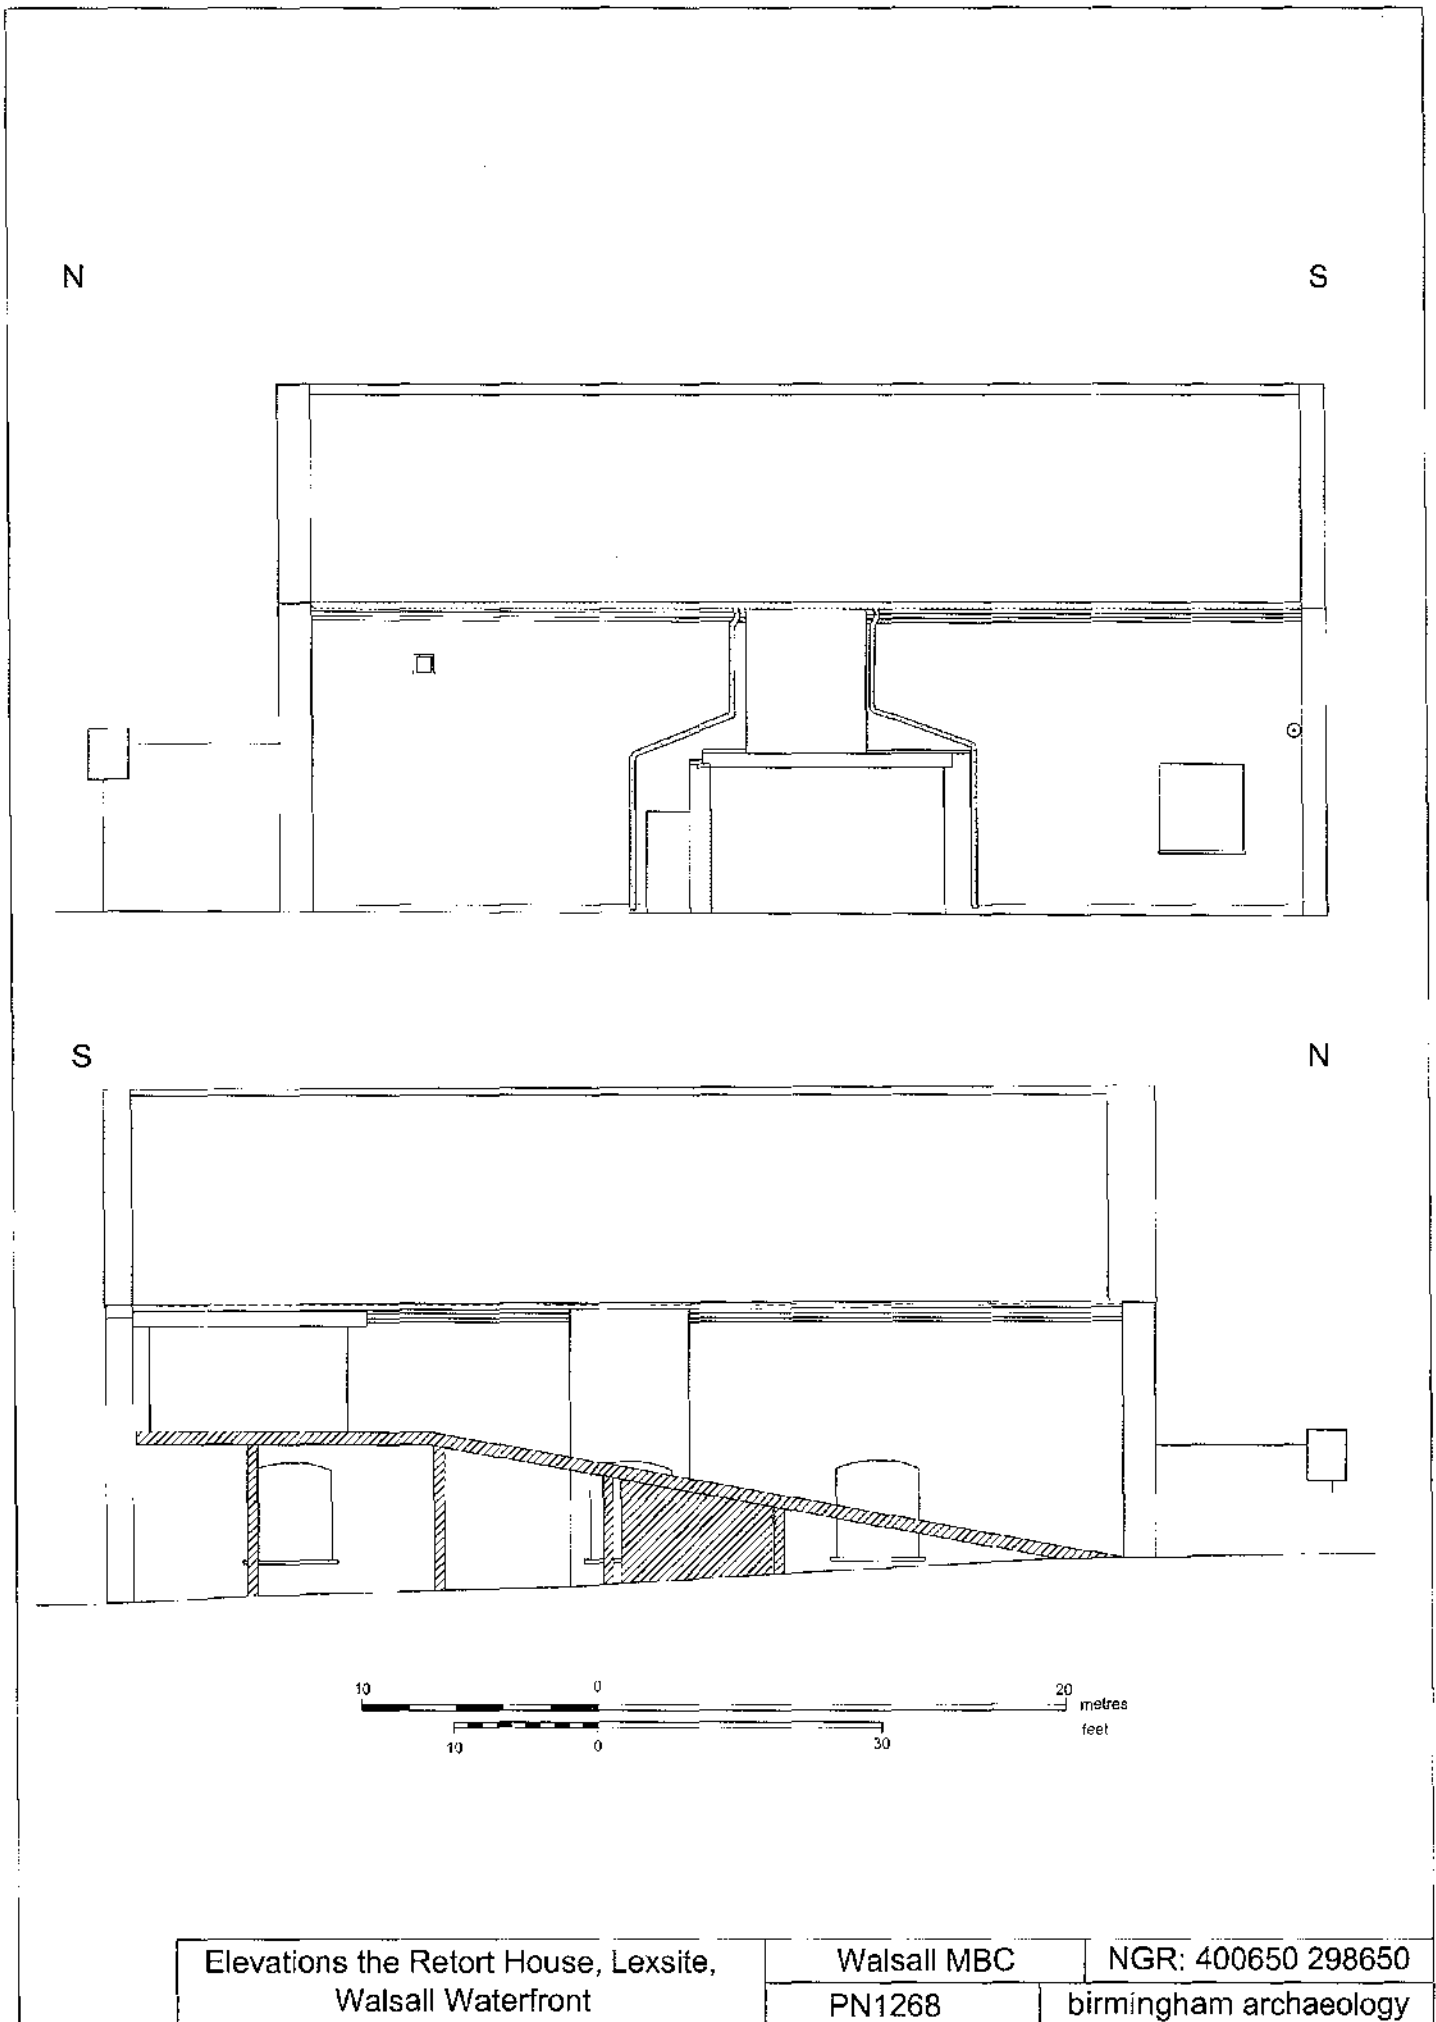 N S
S N
10 0 20 metres
feet
10 0 30
Elevations the Retort House, Lexsite,
Walsall Waterfront
Walsall MBC
NGR: 400650 298650
PN1268
birmingham archaeology